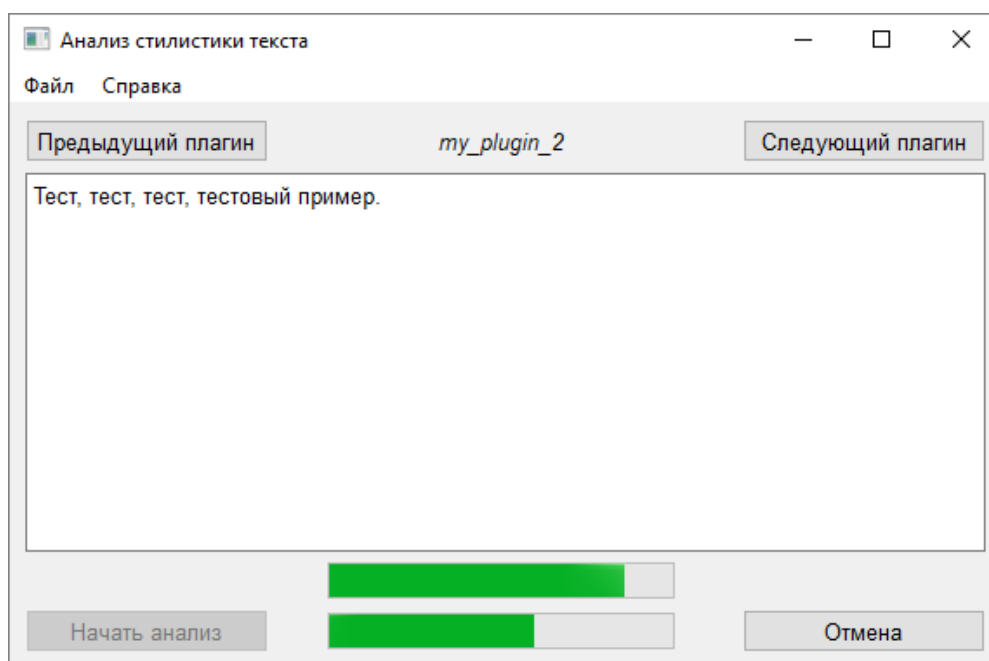 Анализ стилистики текста
Файл Справка
Предыдущий плагин my_plugin_2 Следующий плагин
Тест, тест, тест, тестовый пример.
Начать анализ Отмена